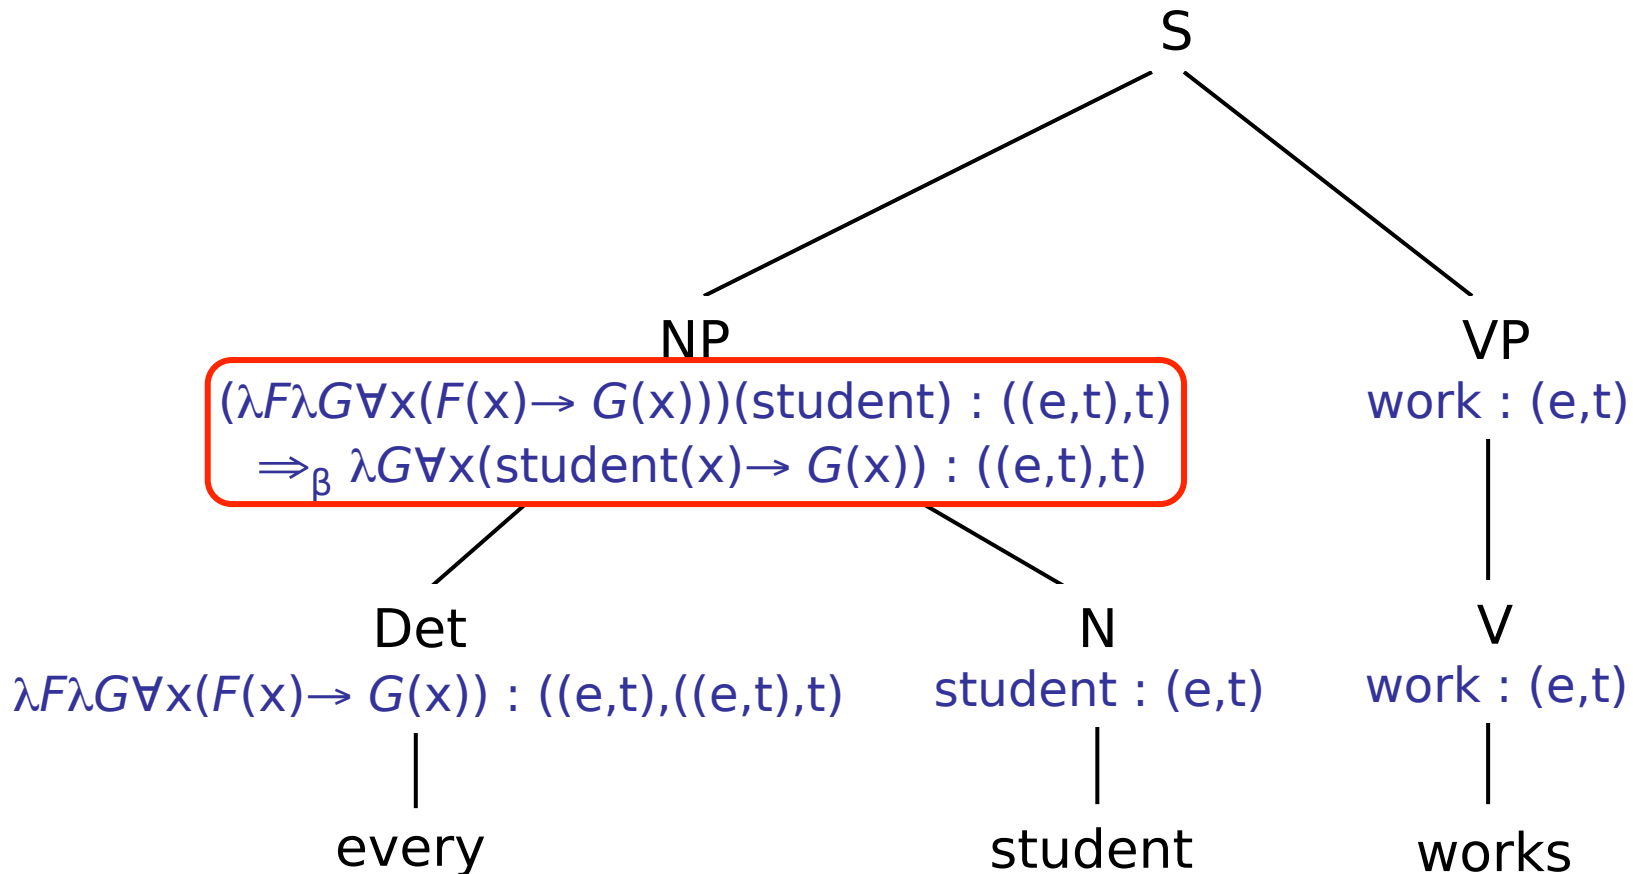 S
NP
VP
(λFλG∀x(F(x)→ G(x)))(student) : ((e,t),t)
work : (e,t)
⇒β λG∀x(student(x)→ G(x)) : ((e,t),t)
Det
N
V
λFλG∀x(F(x)→ G(x)) : ((e,t),((e,t),t)
student : (e,t)
work : (e,t)
every
student
works